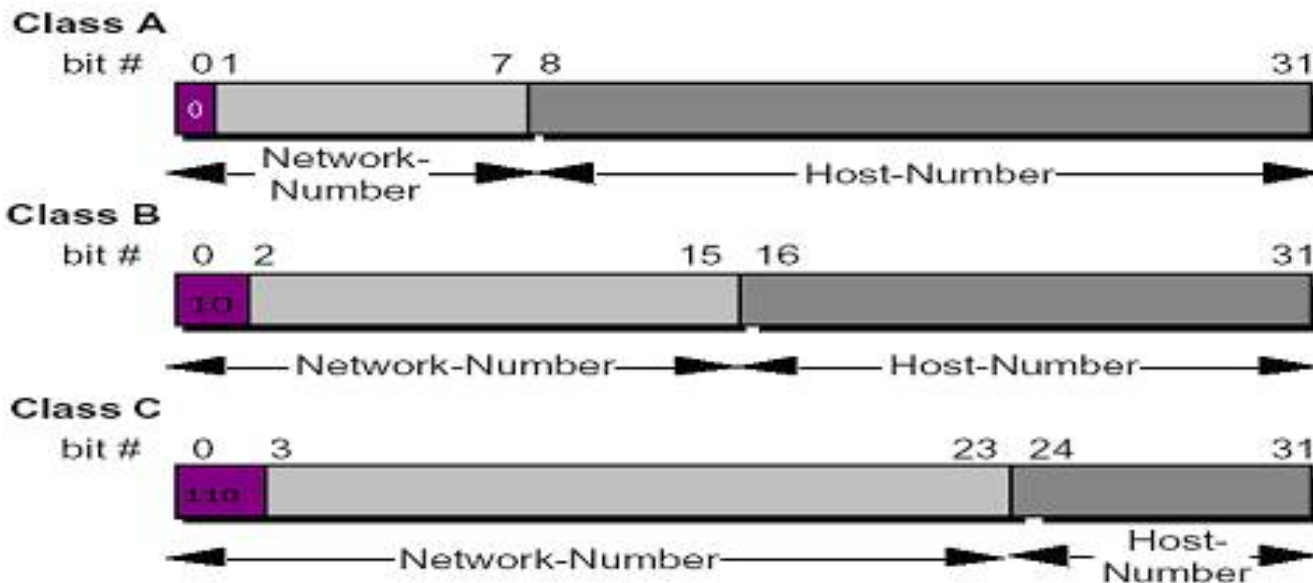 Class A
bit # 0 1 7 8 31
0
Network-
Number
Host-Number
Class B
bit # 0 2 15 16 31
10
Network-Number Host-Number
Class C
bit # 0 3 23 24 31
110
Network-Number
Host-
Number